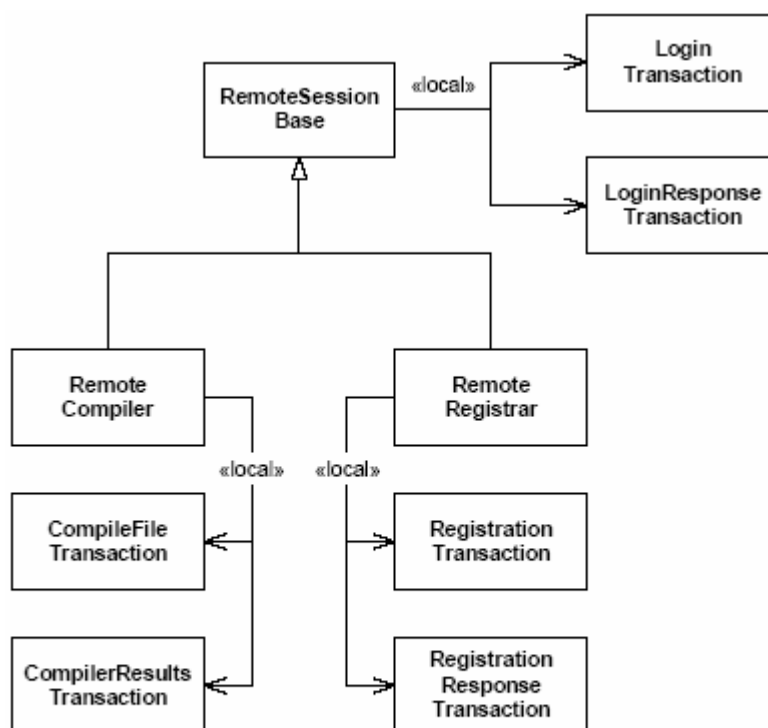 Login
Transaction
RemoteSession
Base
«local»
LoginResponse
Transaction
Remote
Compiler
Remote
Registrar
«local»
«local»
CompileFile
Transaction
Registration
Transaction
CompilerResults
Transaction
Registration
Response
Transaction